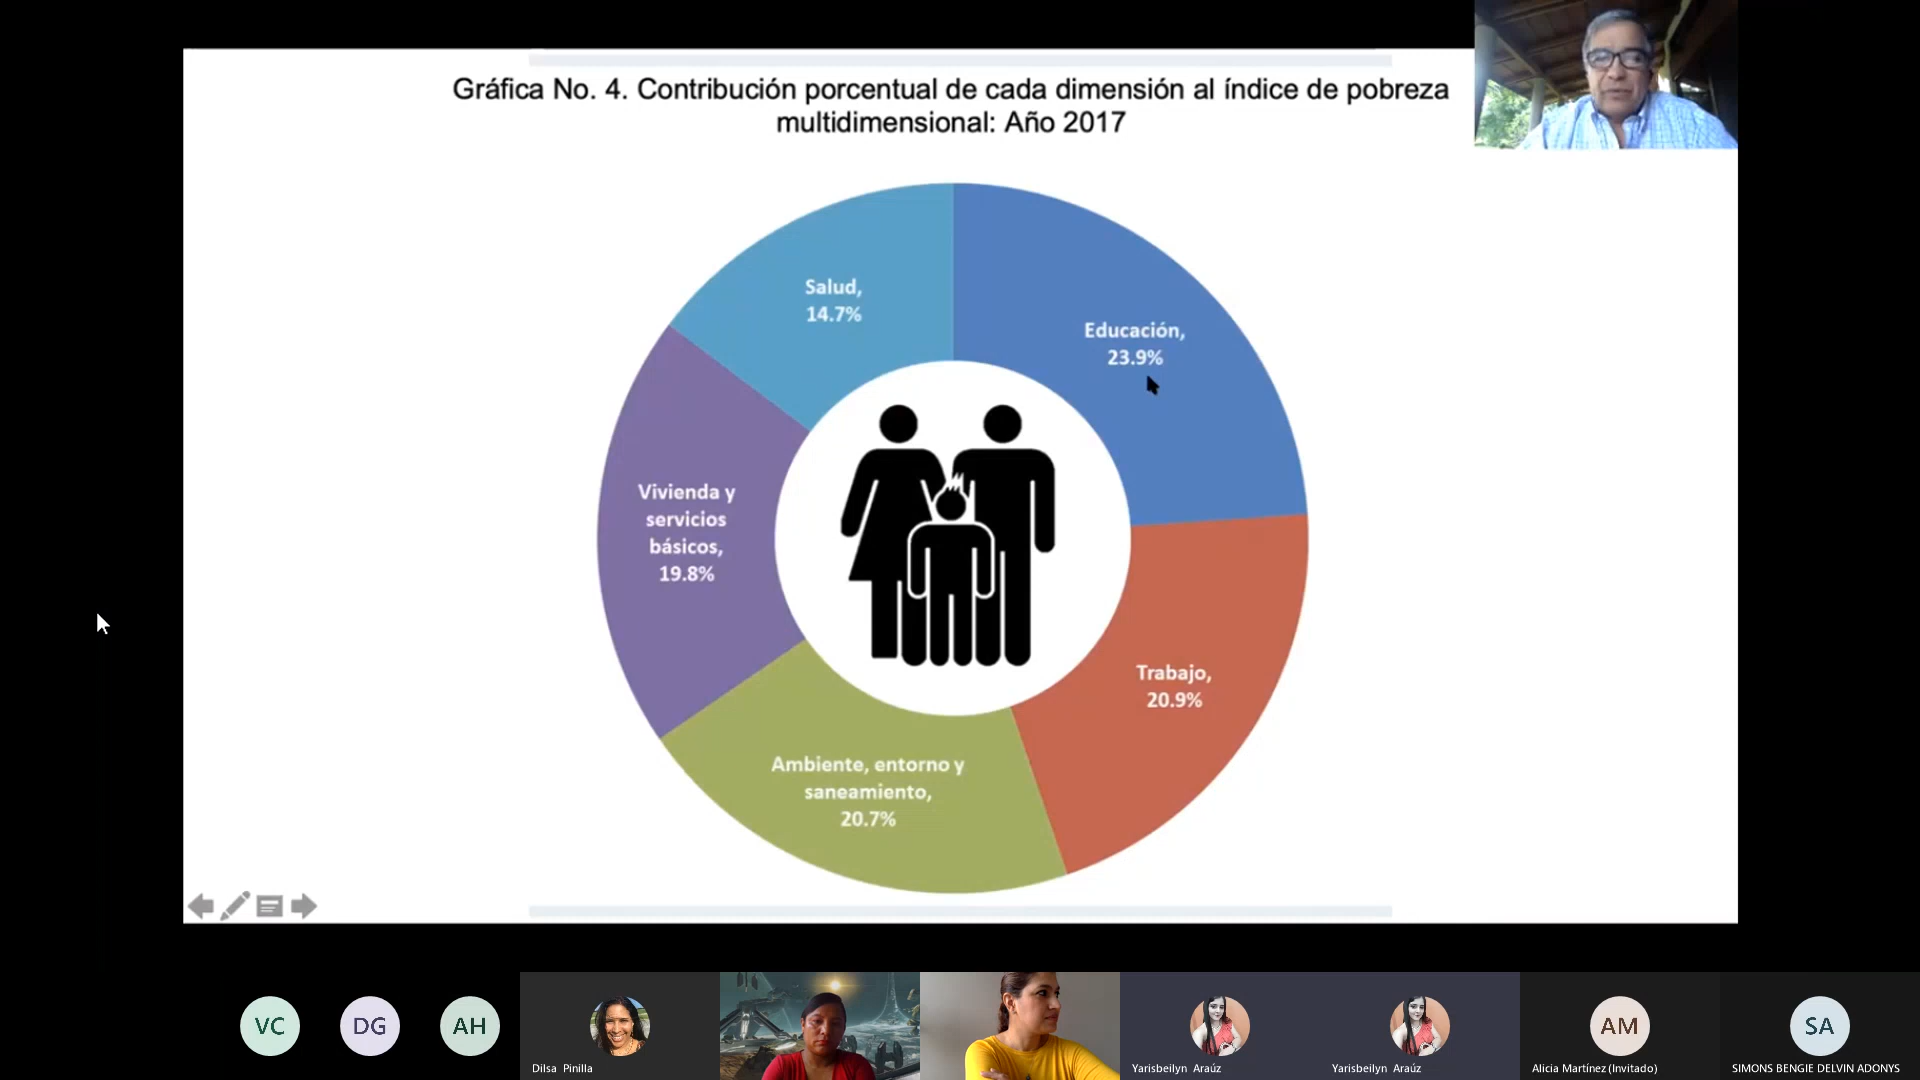 Gráfica No. 4. Contribución porcentual de cada dimensión al índice de pobreza
multidimensional: Año 2017
Salud,
14.7%
Educación,
23.9%
Vivienda y
servicios
básicos,
19.8%
Trabajo,
20.9%
Ambiente, entorno y
saneamiento,
20.7%
VC
DG
AH
AM
SA
Dilsa Pinilla
Yarisbeilyn Araúz
Yarisbeilyn Araúz
Alicia Martínez (Invitado)
SIMONS BENGIE DELVIN ADONYS